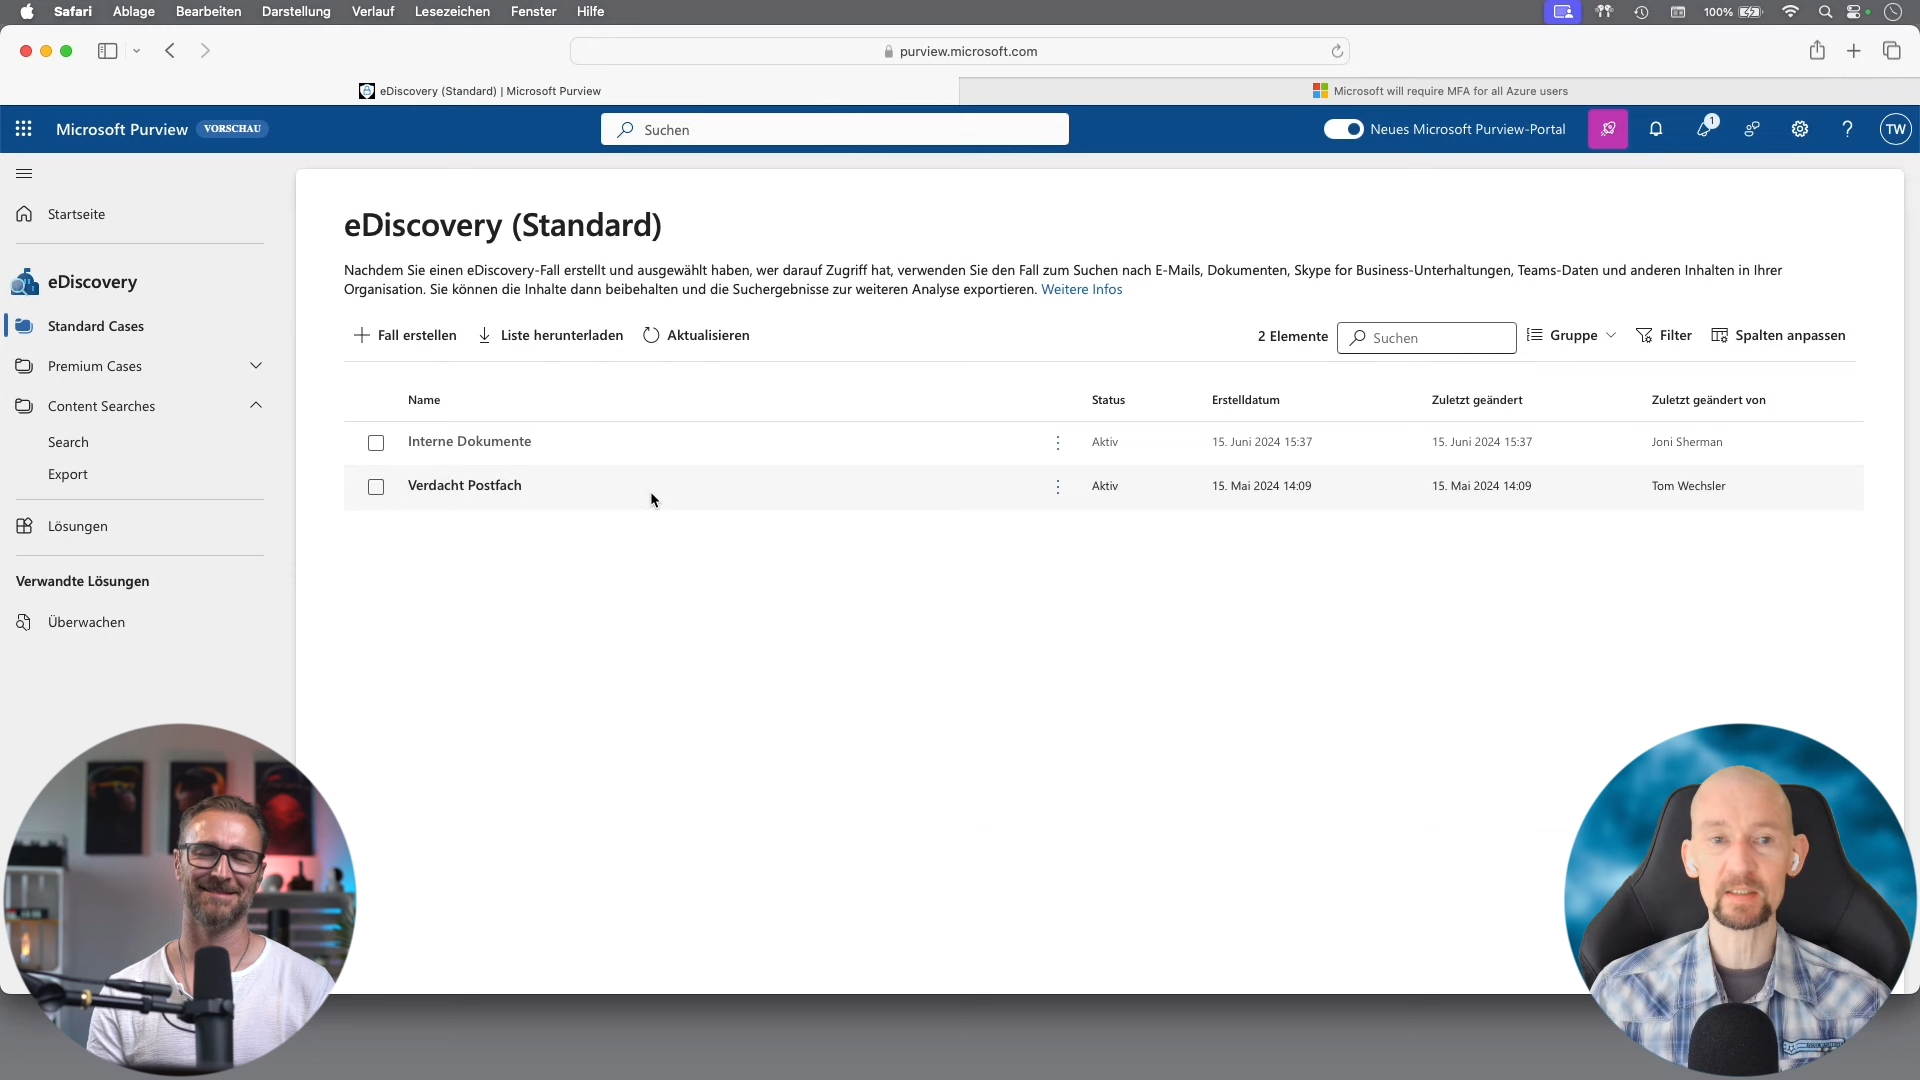 Safari Ablage Bearbeiten Darstellung Verlauf Lesezeichen Fenster Hilfe 100%
purview.microsoft.com
eDiscovery (Standard) | Microsoft Purview
Microsoft will require MFA for all Azure users
Microsoft Purview VORSCHAU
Suchen
Neues Microsoft Purview-Portal
1
TW
Startseite
eDiscovery
Standard Cases
Premium Cases
Content Searches
Search
Export
Lösungen
Verwandte Lösungen
Überwachen
eDiscovery (Standard)
Nachdem Sie einen eDiscovery-Fall erstellt und ausgewählt haben, wer darauf Zugriff hat, verwenden Sie den Fall zum Suchen nach E-Mails, Dokumenten, Skype for Business-Unterhaltungen, Teams-Daten und anderen Inhalten in Ihrer
Organisation. Sie können die Inhalte dann beibehalten und die Suchergebnisse zur weiteren Analyse exportieren. Weitere Infos
Fall erstellen Liste herunterladen Aktualisieren 2 Elemente Suchen Gruppe Filter Spalten anpassen
Name Status Erstelldatum Zuletzt geändert Zuletzt geändert von
Interne Dokumente Aktiv 15. Juni 2024 15:37 15. Juni 2024 15:37 Joni Sherman
Verdacht Postfach Aktiv 15. Mai 2024 14:09 15. Mai 2024 14:09 Tom Wechsler